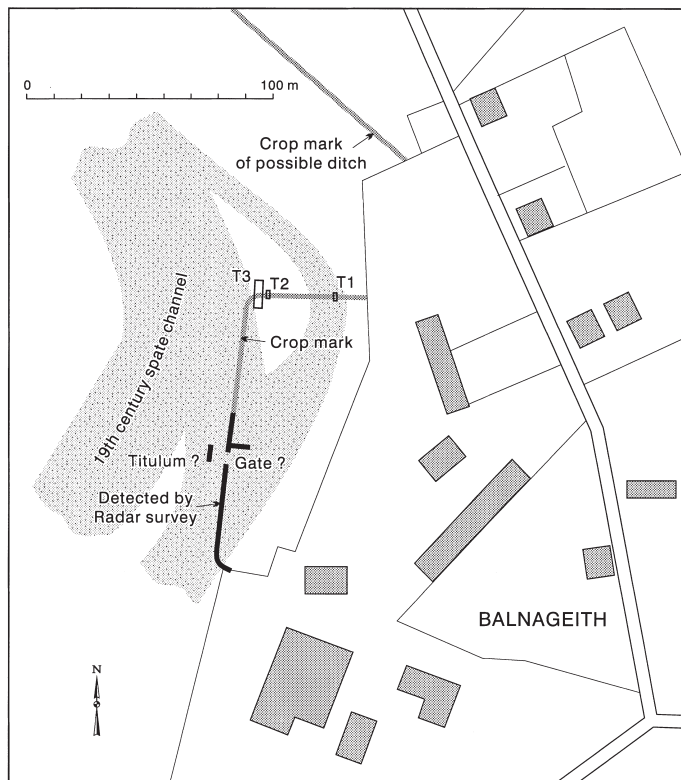 0
100 m
Crop mark
of possible ditch
T3
T2
T1
19th century spate channel
Crop mark
Titulum ?
Gate ?
Detected by
Radar survey
BALNAGEITH
N